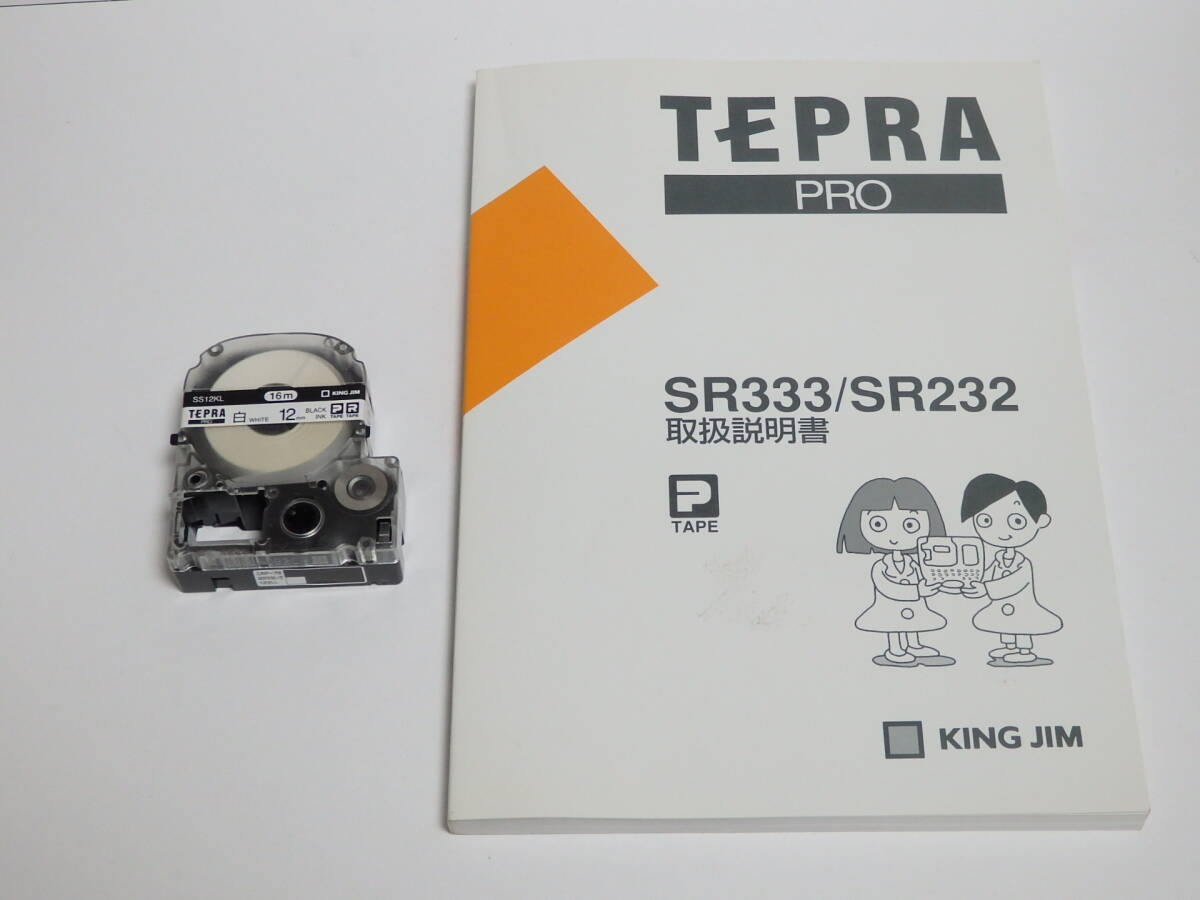 SS12KL 16m KING JIM
TEPRA PRO 白 WHITE 12mm BLACK INK P TAPE R TAPE
TEPRA
PRO
SR333/SR232
取扱説明書
P
TAPE
KING JIM